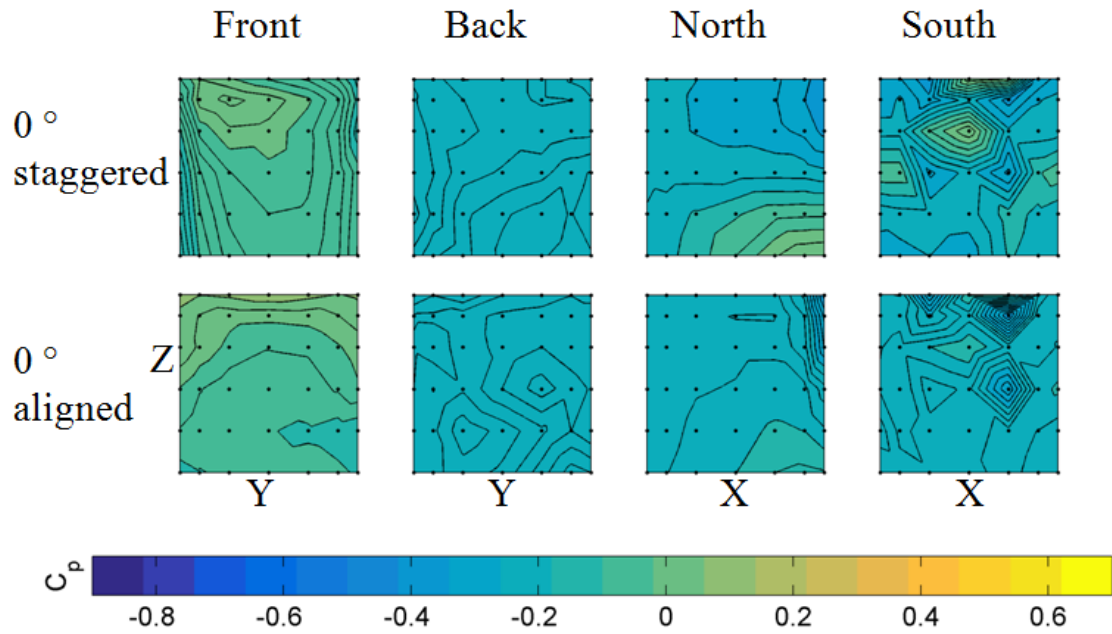 Front Back North South
0 °
staggered
0 °
aligned
Z
Y Y X X
C_p
-0.8 -0.6 -0.4 -0.2 0 0.2 0.4 0.6